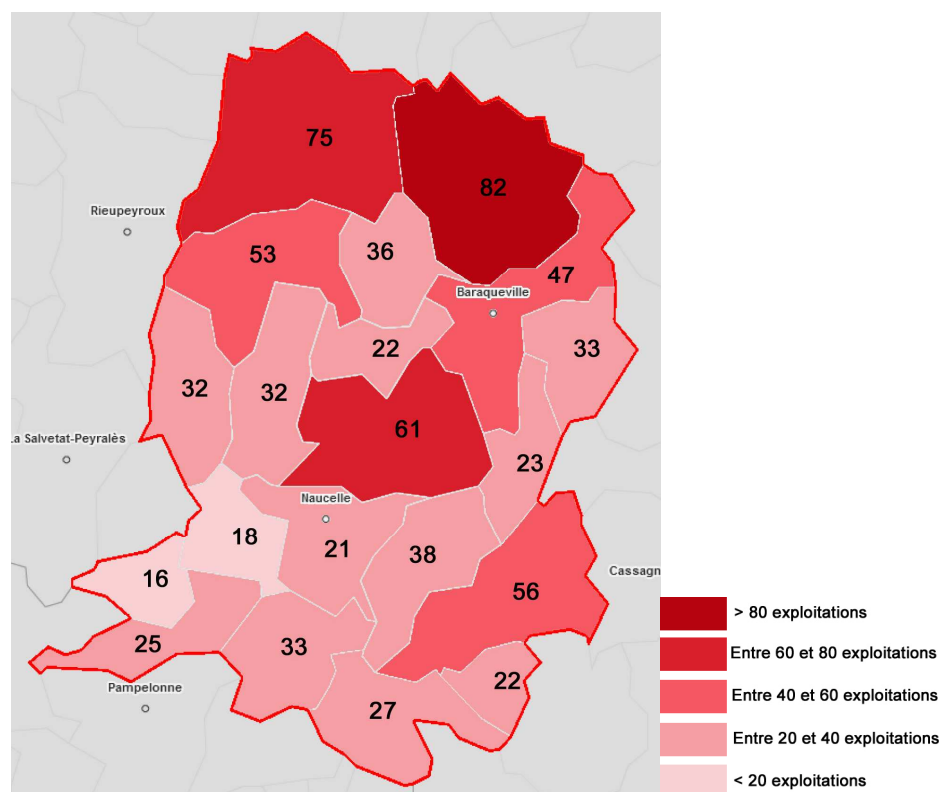 75
82
Rieupeyroux
53
36
47
Baraqueville
22
33
32
32
61
La Salvetat-Peyralès
23
Naucelle
18
21
38
16
56
Cassagn
25
33
22
Pampelonne
27
> 80 exploitations
Entre 60 et 80 exploitations
Entre 40 et 60 exploitations
Entre 20 et 40 exploitations
< 20 exploitations